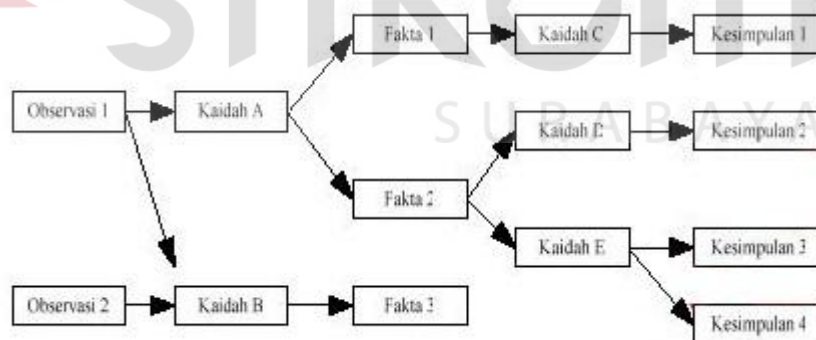 STIKOM
SURABAYA
Fakta 1
Kaidah C
Kesimpulan 1
Observasi 1
Kaidah A
Kaidah D
Kesimpulan 2
Fakta 2
Kaidah E
Kesimpulan 3
Observasi 2
Kaidah B
Fakta 3
Kesimpulan 4